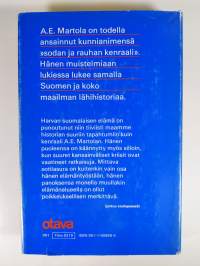 A.E. Martola on todella
ansainnut kunnianimensä
sodan ja rauhan kenraali.
Hänen muistelmiaan
lukiessa lukee samalla
Suomen ja koko
maailman lähihistoriaa.
Harvan suomalaisen elämä on
punoutunut niin tiiviisti maamme
historian suuriin tapahtumiin kuin
kenraali A.E. Martolan. Hänen
puoleensa on käännytty myös silloin,
kun suuret kansainväliset kriisit ovat
vaatineet ratkaisuja. Mittava
sotilasura on kuitenkin vain osa
hänen elämäntyöstään, hänen
panoksensa monella muullakin
elämänalueella on ollut
poikkeuksellisen merkittävä.
otava